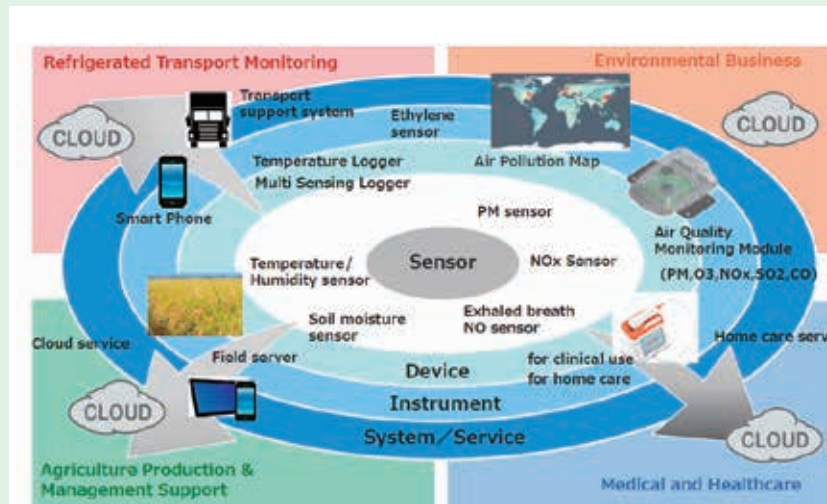 Refrigerated Transport Monitoring
Environmental Business
Transport
support system
CLOUD
Ethylene
sensor
CLOUD
Temperature Logger
Multi Sensing Logger
Air Pollution Map
Smart Phone
PM sensor
Air Quality
Monitoring Module
(PM,O3,NOx,SO2,CO)
Sensor
NOx Sensor
Temperature/
Humidity sensor
Exhaled breath
NO sensor
Soil moisture
sensor
Cloud service
Field server
Home care serv
for clinical use
for home care
Device
Instrument
System/Service
CLOUD
CLOUD
Agriculture Production &
Management Support
Medical and Healthcare